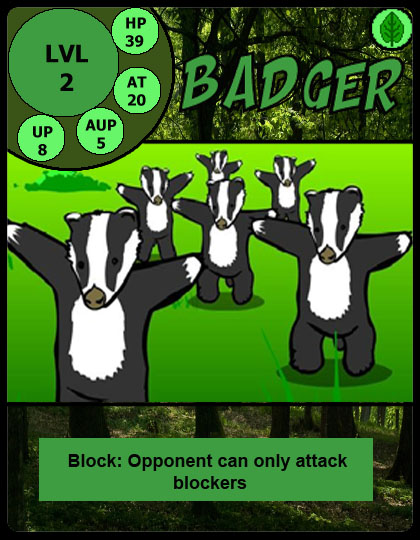 LVL
2
HP
39
AT
20
AUP
5
UP
8
BADGER
Block: Opponent can only attack
blockers